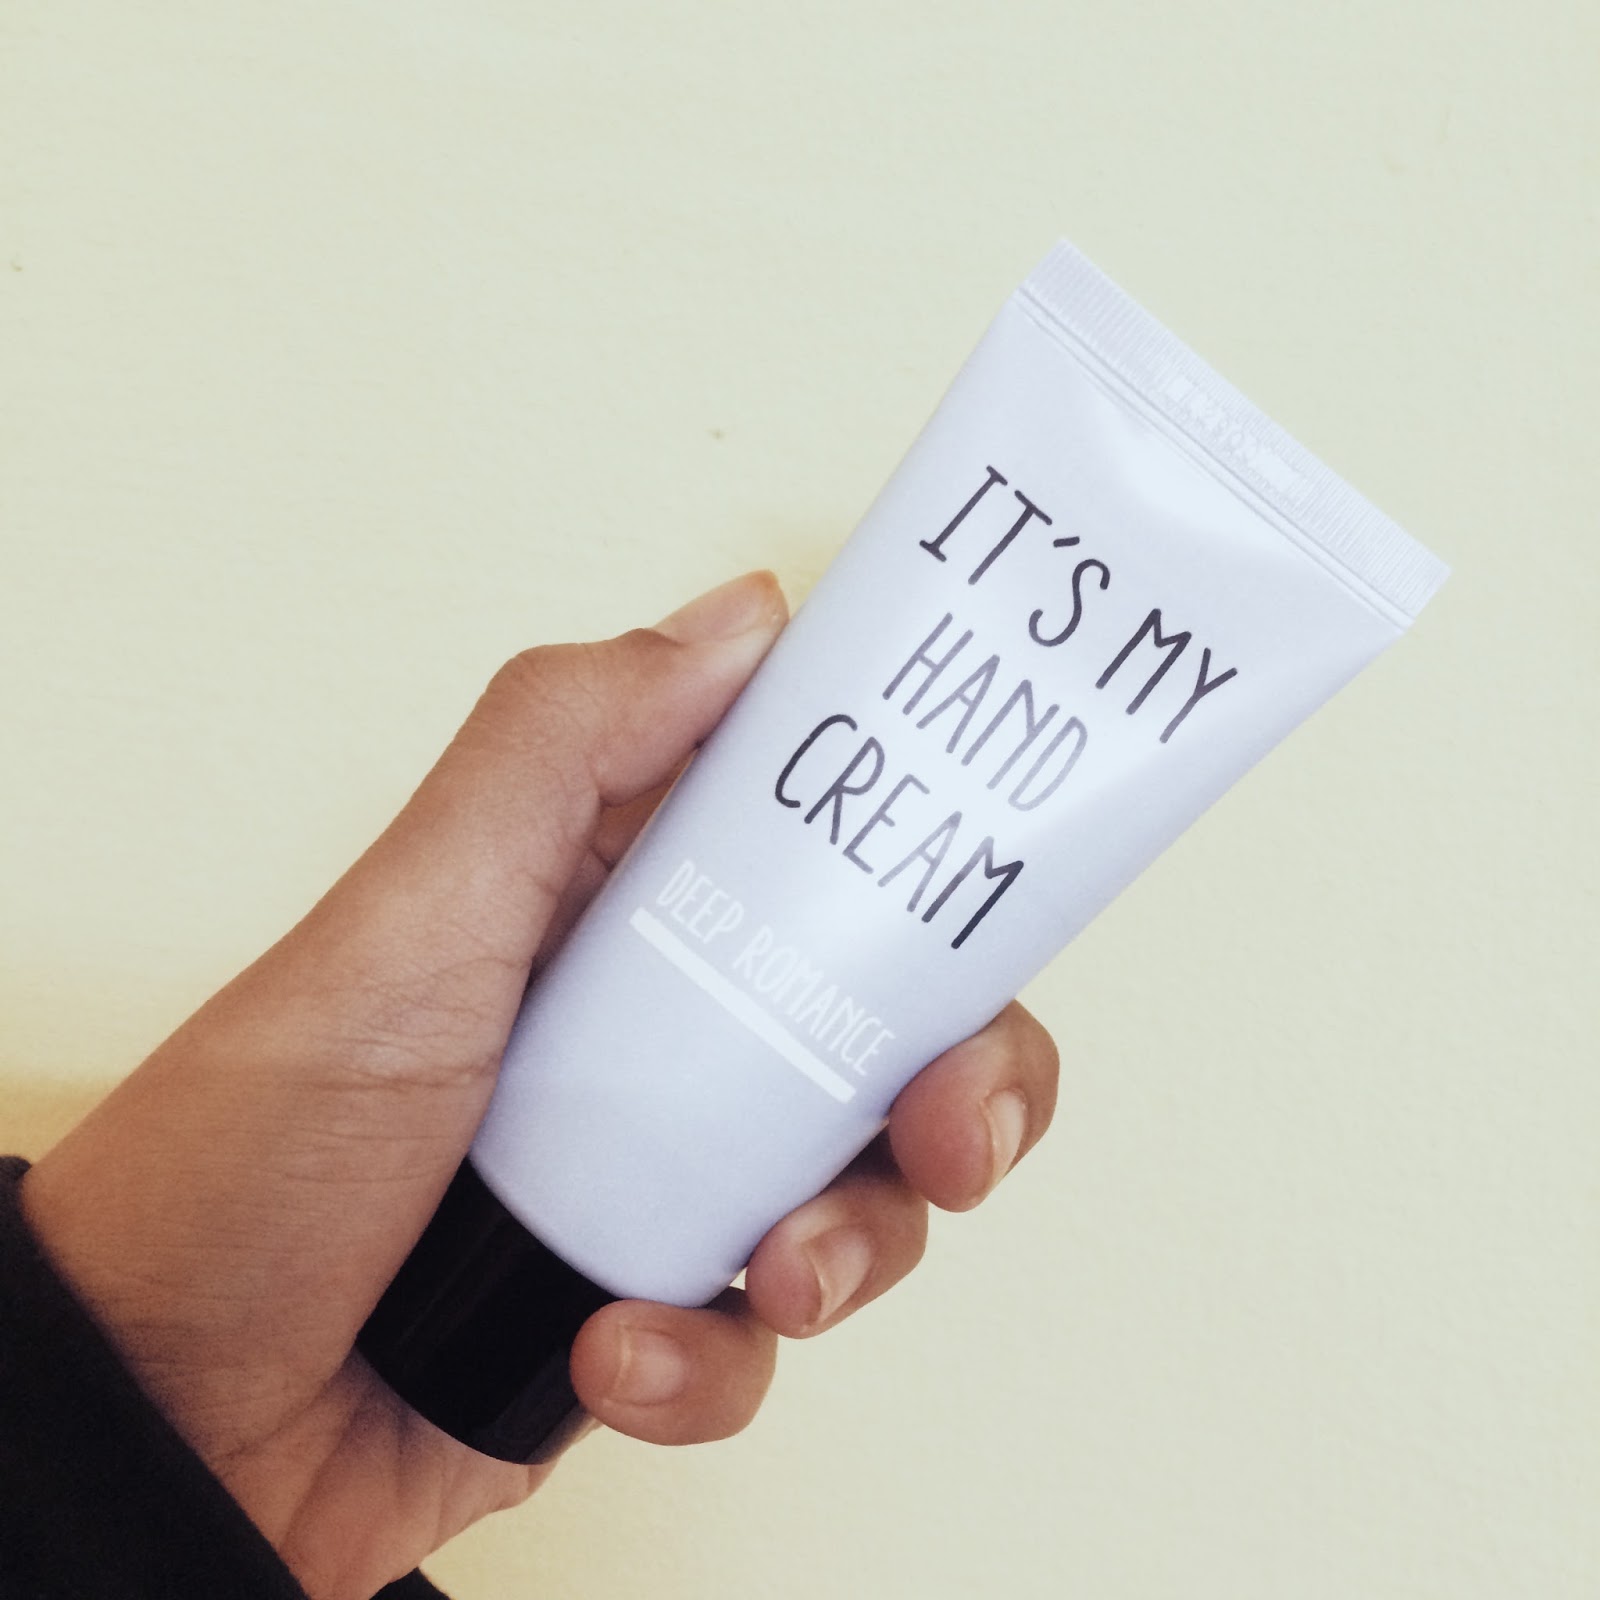 IT'S MY
HAND
CREAM
DEEP ROMANCE